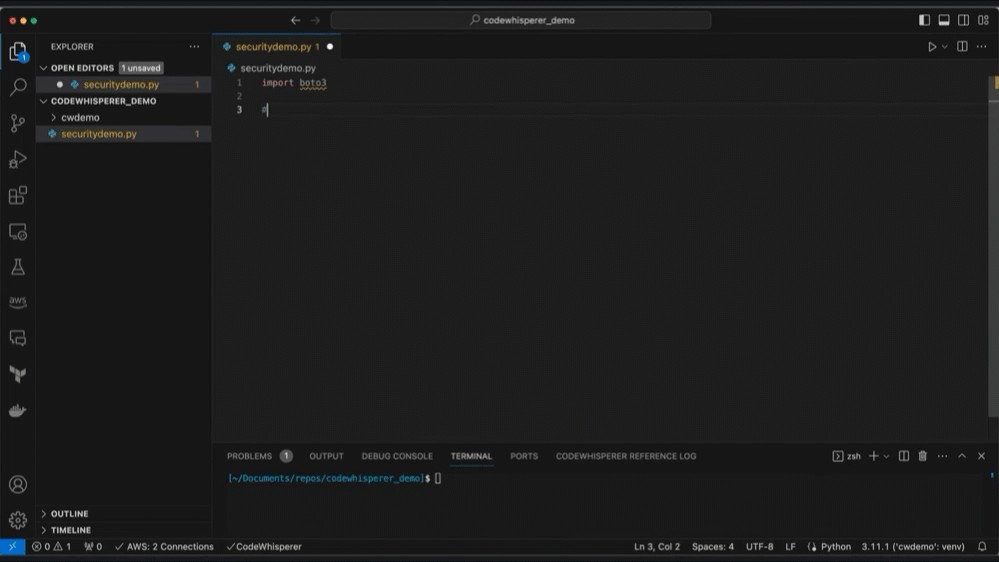 codewhisperer_demo
EXPLORER
OPEN EDITORS 1 unsaved
securitydemo.py 1
CODEWHISPERER_DEMO
cwdemo
securitydemo.py 1
OUTLINE
TIMELINE
1
aws
securitydemo.py 1
securitydemo.py
1 import boto3
2
3 #
PROBLEMS 1 OUTPUT DEBUG CONSOLE TERMINAL PORTS CODEWHISPERER REFERENCE LOG
zsh
[~/Documents/repos/codewhisperer_demo]$
0 1 0 AWS: 2 Connections CodeWhisperer Ln 3, Col 2 Spaces: 4 UTF-8 LF Python 3.11.1 ('cwdemo': venv)